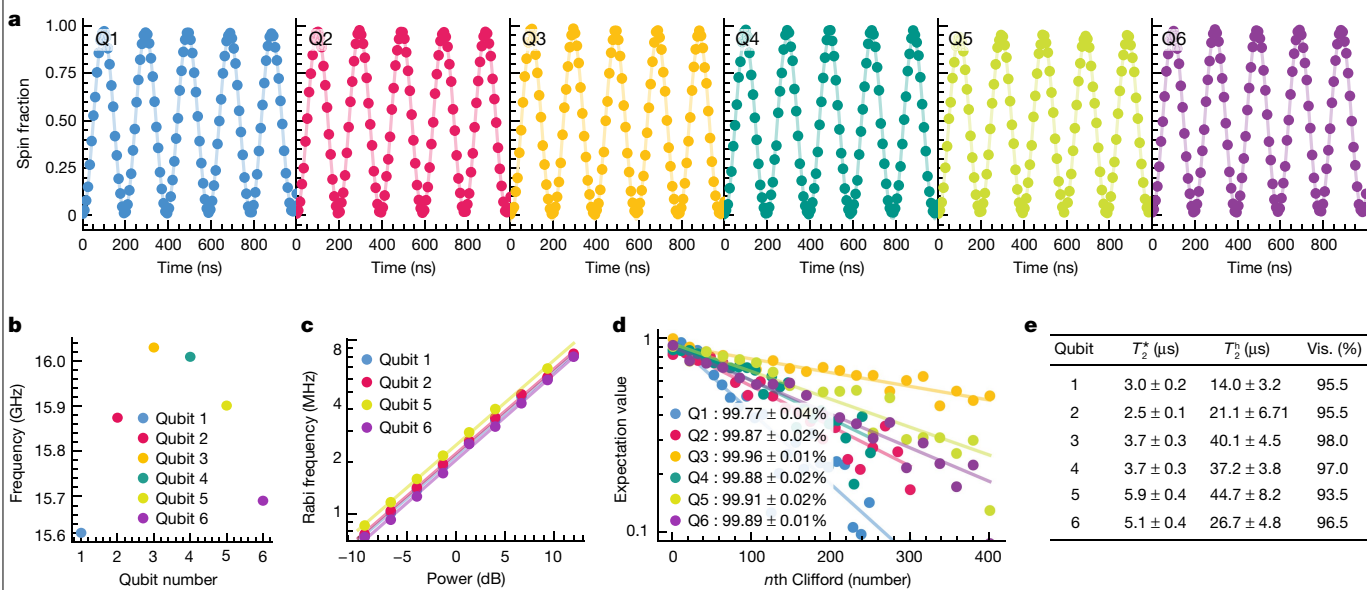 a
Q1 Q2 Q3 Q4 Q5 Q6
Spin fraction
1.00
0.75
0.50
0.25
0
0 200 400 600 800 0 200 400 600 800 0 200 400 600 800 0 200 400 600 800 0 200 400 600 800 0 200 400 600 800
Time (ns) Time (ns) Time (ns) Time (ns) Time (ns) Time (ns)
b
Frequency (GHz)
16.0
15.9
15.8
15.7
15.6
Qubit 1
Qubit 2
Qubit 3
Qubit 4
Qubit 5
Qubit 6
1 2 3 4 5 6
Qubit number
c
Rabi frequency (MHz)
8
4
2
1
Qubit 1
Qubit 2
Qubit 5
Qubit 6
−10 −5 0 5 10
Power (dB)
d
Expectation value
1
0.1
Q1 : 99.77 ± 0.04%
Q2 : 99.87 ± 0.02%
Q3 : 99.96 ± 0.01%
Q4 : 99.88 ± 0.02%
Q5 : 99.91 ± 0.02%
Q6 : 99.89 ± 0.01%
0 100 200 300 400
nth Clifford (number)
e
Qubit T2* (μs) T2h (μs) Vis. (%)
1 3.0 ± 0.2 14.0 ± 3.2 95.5
2 2.5 ± 0.1 21.1 ± 6.71 95.5
3 3.7 ± 0.3 40.1 ± 4.5 98.0
4 3.7 ± 0.3 37.2 ± 3.8 97.0
5 5.9 ± 0.4 44.7 ± 8.2 93.5
6 5.1 ± 0.4 26.7 ± 4.8 96.5